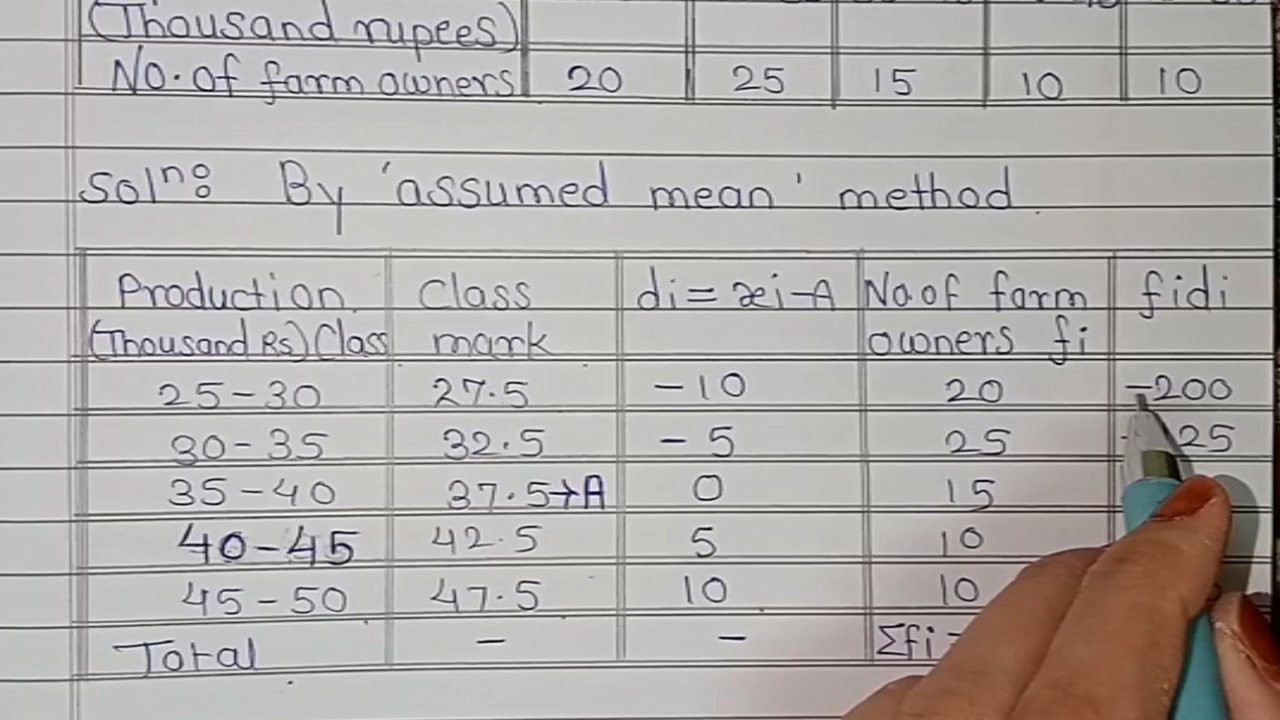 (Thousand rupees)
No. of farm owners 20 25 15 10 10
Solⁿ: By 'assumed mean' method
Production Class di = xi-A No. of farm fidi
(Thousand Rs) Class mark owners fi
25-30 27.5 -10 20 -200
30-35 32.5 -5 25 25
35-40 37.5→A 0 15
40-45 42.5 5 10
45-50 47.5 10 10
Total - - Σfi